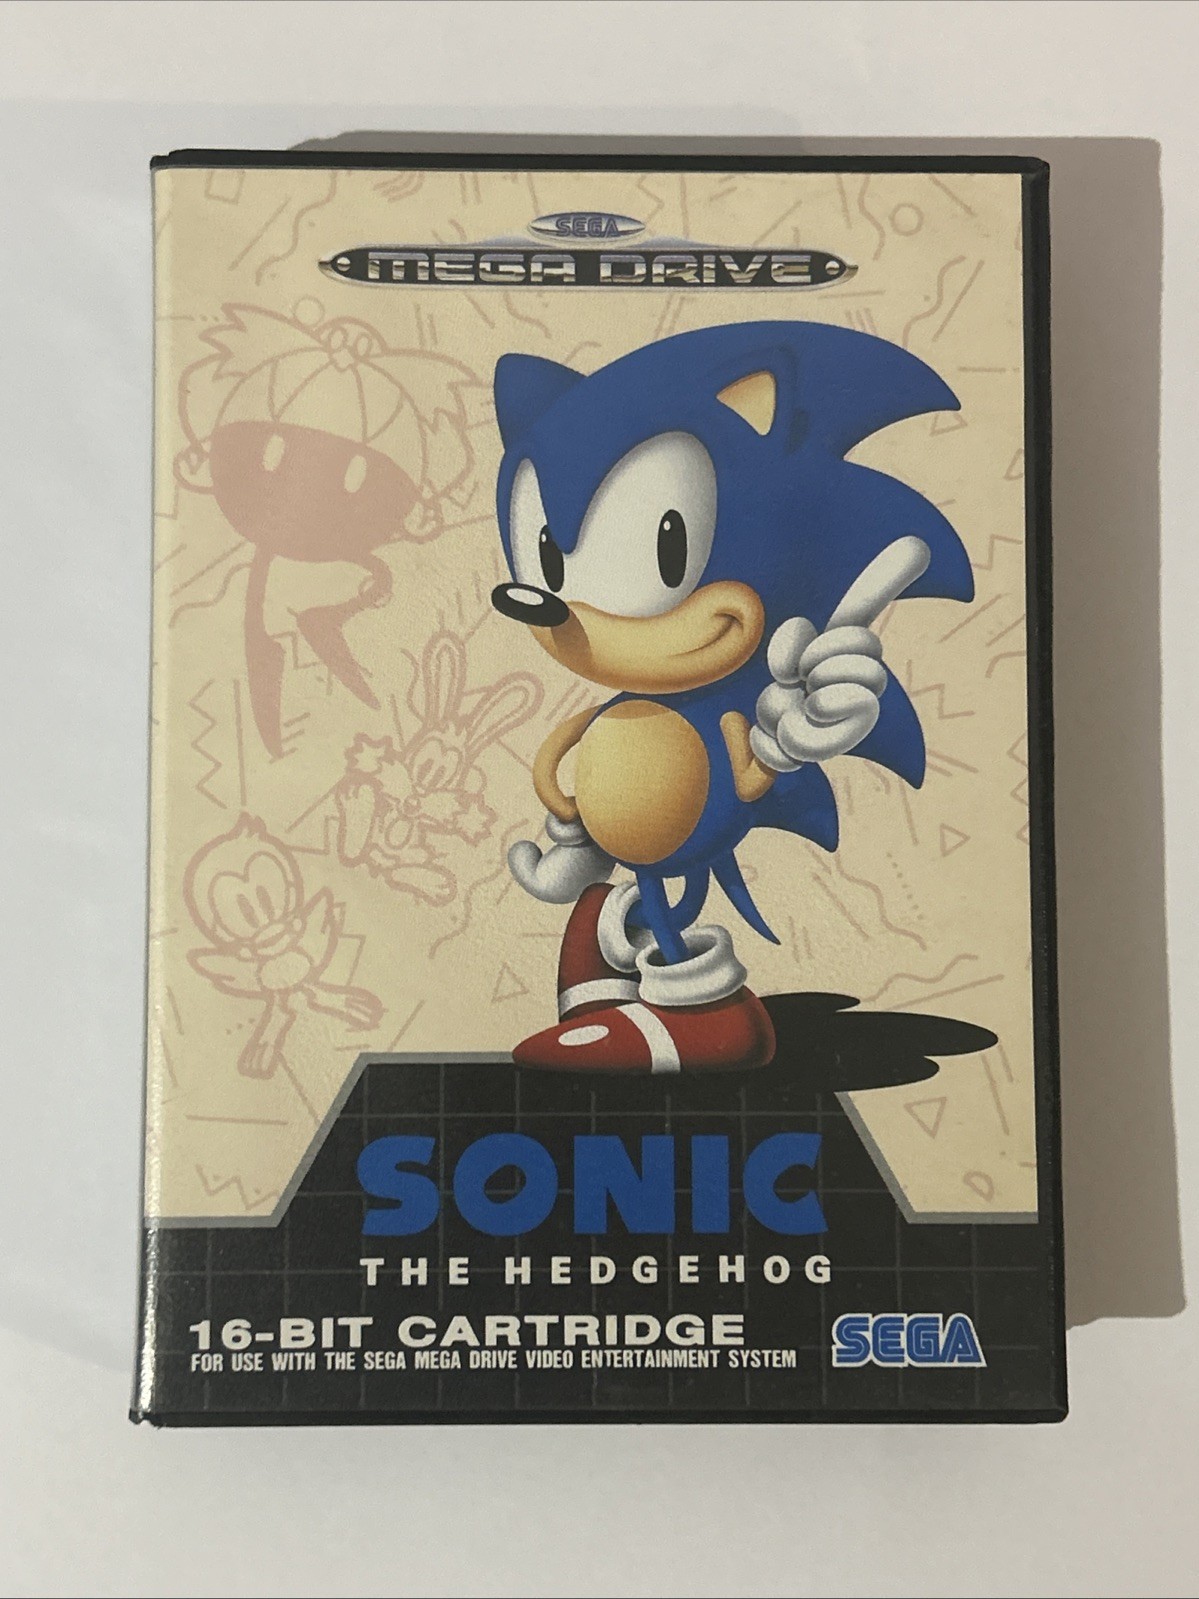 SEGA
MEGA DRIVE
SONIC
THE HEDGEHOG
16-BIT CARTRIDGE
FOR USE WITH THE SEGA MEGA DRIVE VIDEO ENTERTAINMENT SYSTEM
SEGA